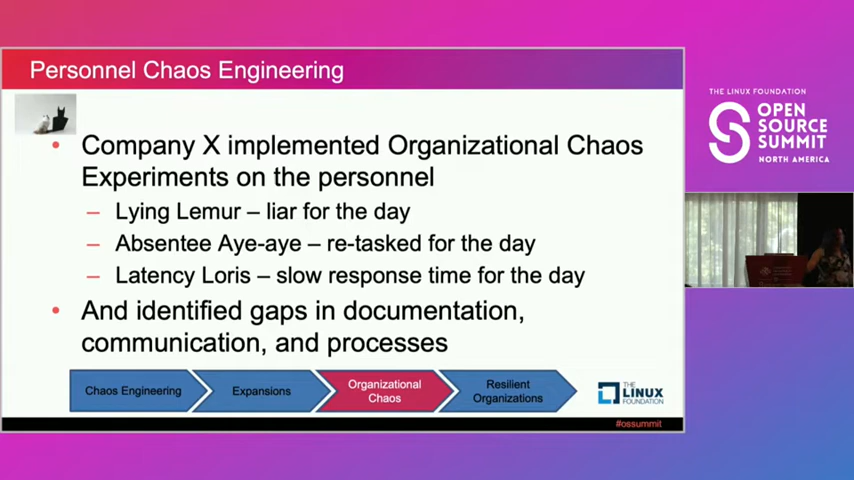 Personnel Chaos Engineering
• Company X implemented Organizational Chaos
Experiments on the personnel
– Lying Lemur – liar for the day
– Absentee Aye-aye – re-tasked for the day
– Latency Loris – slow response time for the day
• And identified gaps in documentation,
communication, and processes
Chaos Engineering
Expansions
Organizational
Chaos
Resilient
Organizations
THE
LINUX
FOUNDATION
#ossummit
THE LINUX FOUNDATION
OPEN
SOURCE
SUMMIT
NORTH AMERICA